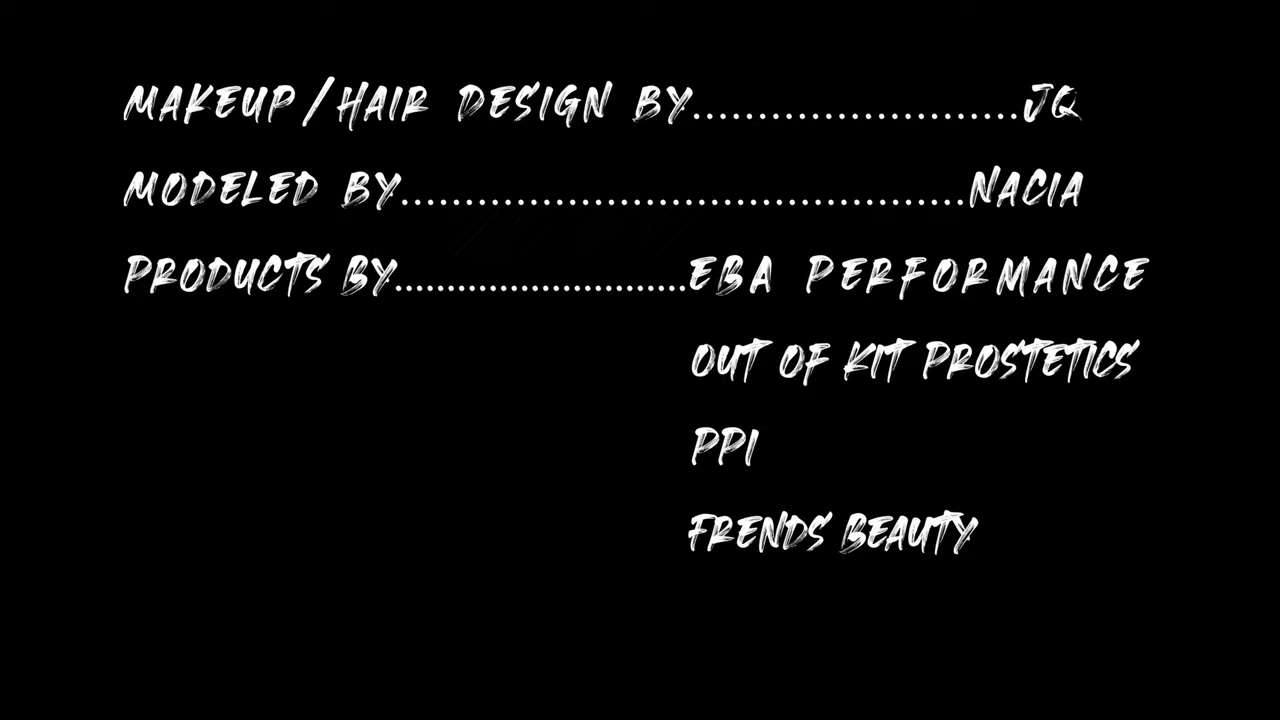 MAKEUP/HAIR DESIGN BY.........................JQ
MODELED BY............................................NACIA
PRODUCTS BY...........................EBA PERFORMANCE
OUT OF KIT PROSTETICS
PPI
FRENDS BEAUTY